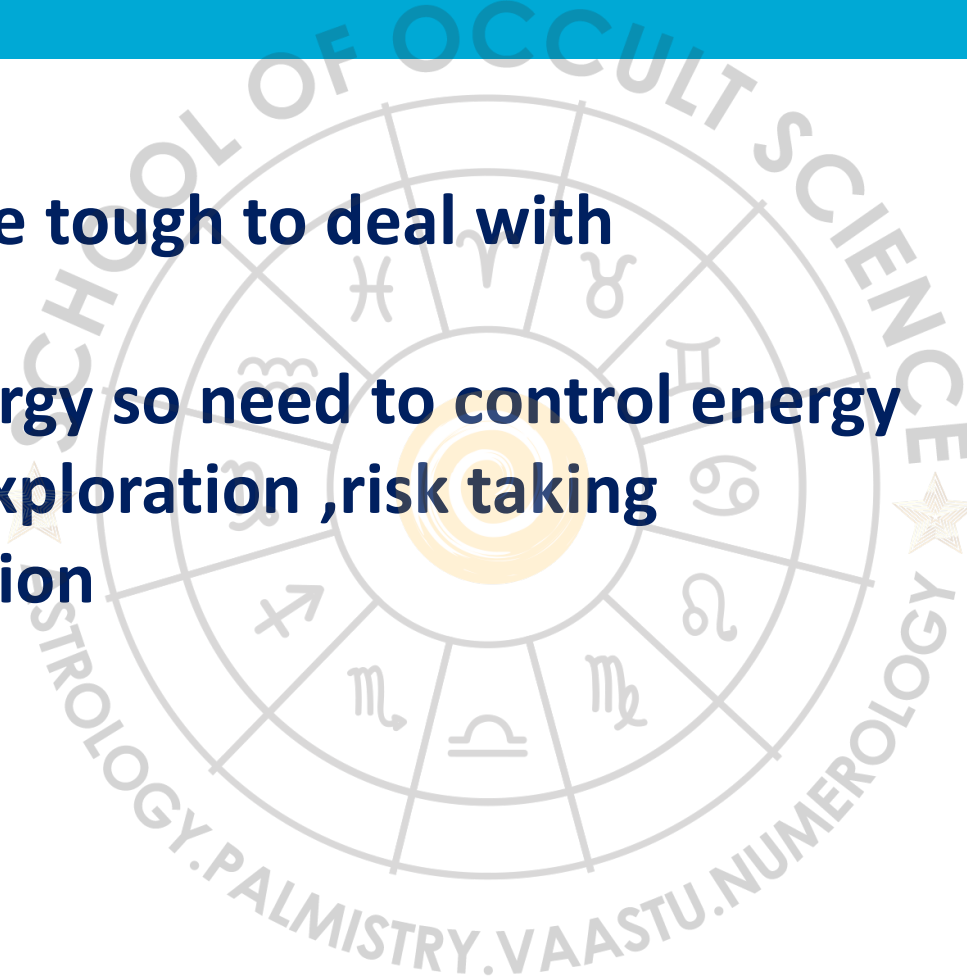 SCHOOL OF OCCULT SCIENCE
e tough to deal with
rgy so need to control energy
xploration ,risk taking
ion
ASTROLOGY.PALMISTRY.VAASTU.NUMEROLOGY